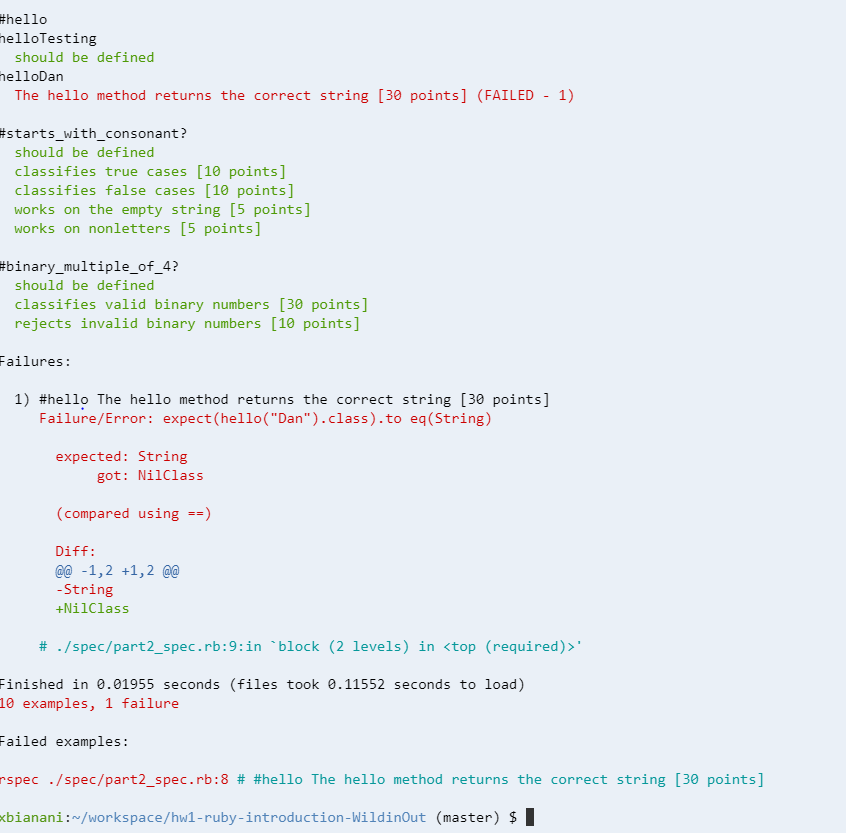 #hello
helloTesting
should be defined
helloDan
The hello method returns the correct string [30 points] (FAILED - 1)
#starts_with_consonant?
should be defined
classifies true cases [10 points]
classifies false cases [10 points]
works on the empty string [5 points]
works on nonletters [5 points]
#binary_multiple_of_4?
should be defined
classifies valid binary numbers [30 points]
rejects invalid binary numbers [10 points]
Failures:
1) #hello The hello method returns the correct string [30 points]
Failure/Error: expect(hello("Dan").class).to eq(String)
expected: String
got: NilClass
(compared using ==)
Diff:
@@ -1,2 +1,2 @@
-String
+NilClass
# ./spec/part2_spec.rb:9:in `block (2 levels) in <top (required)>'
Finished in 0.01955 seconds (files took 0.11552 seconds to load)
10 examples, 1 failure
Failed examples:
rspec ./spec/part2_spec.rb:8 # #hello The hello method returns the correct string [30 points]
xbianani:~/workspace/hw1-ruby-introduction-WildinOut (master) $